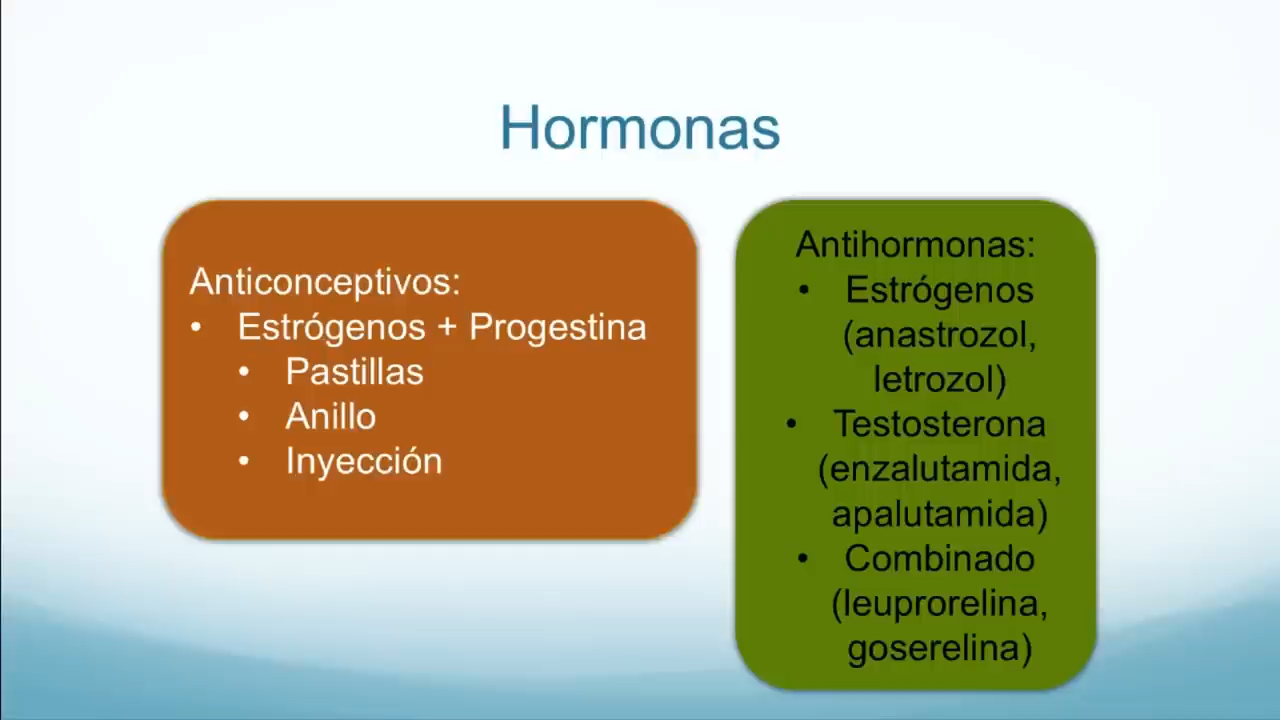 Hormonas
Anticonceptivos:
• Estrógenos + Progestina
• Pastillas
• Anillo
• Inyección
Antihormonas:
• Estrógenos
(anastrozol,
letrozol)
• Testosterona
(enzalutamida,
apalutamida)
• Combinado
(leuprorelina,
goserelina)